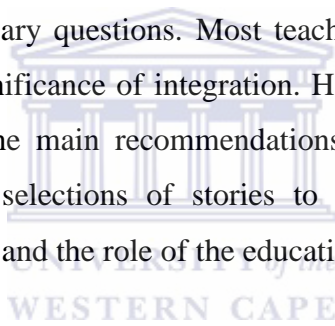 ary questions. Most teach
nificance of integration. H
ne main recommendations
selections of stories to
and the role of the educati
UNIVERSITY of the
WESTERN CAPE